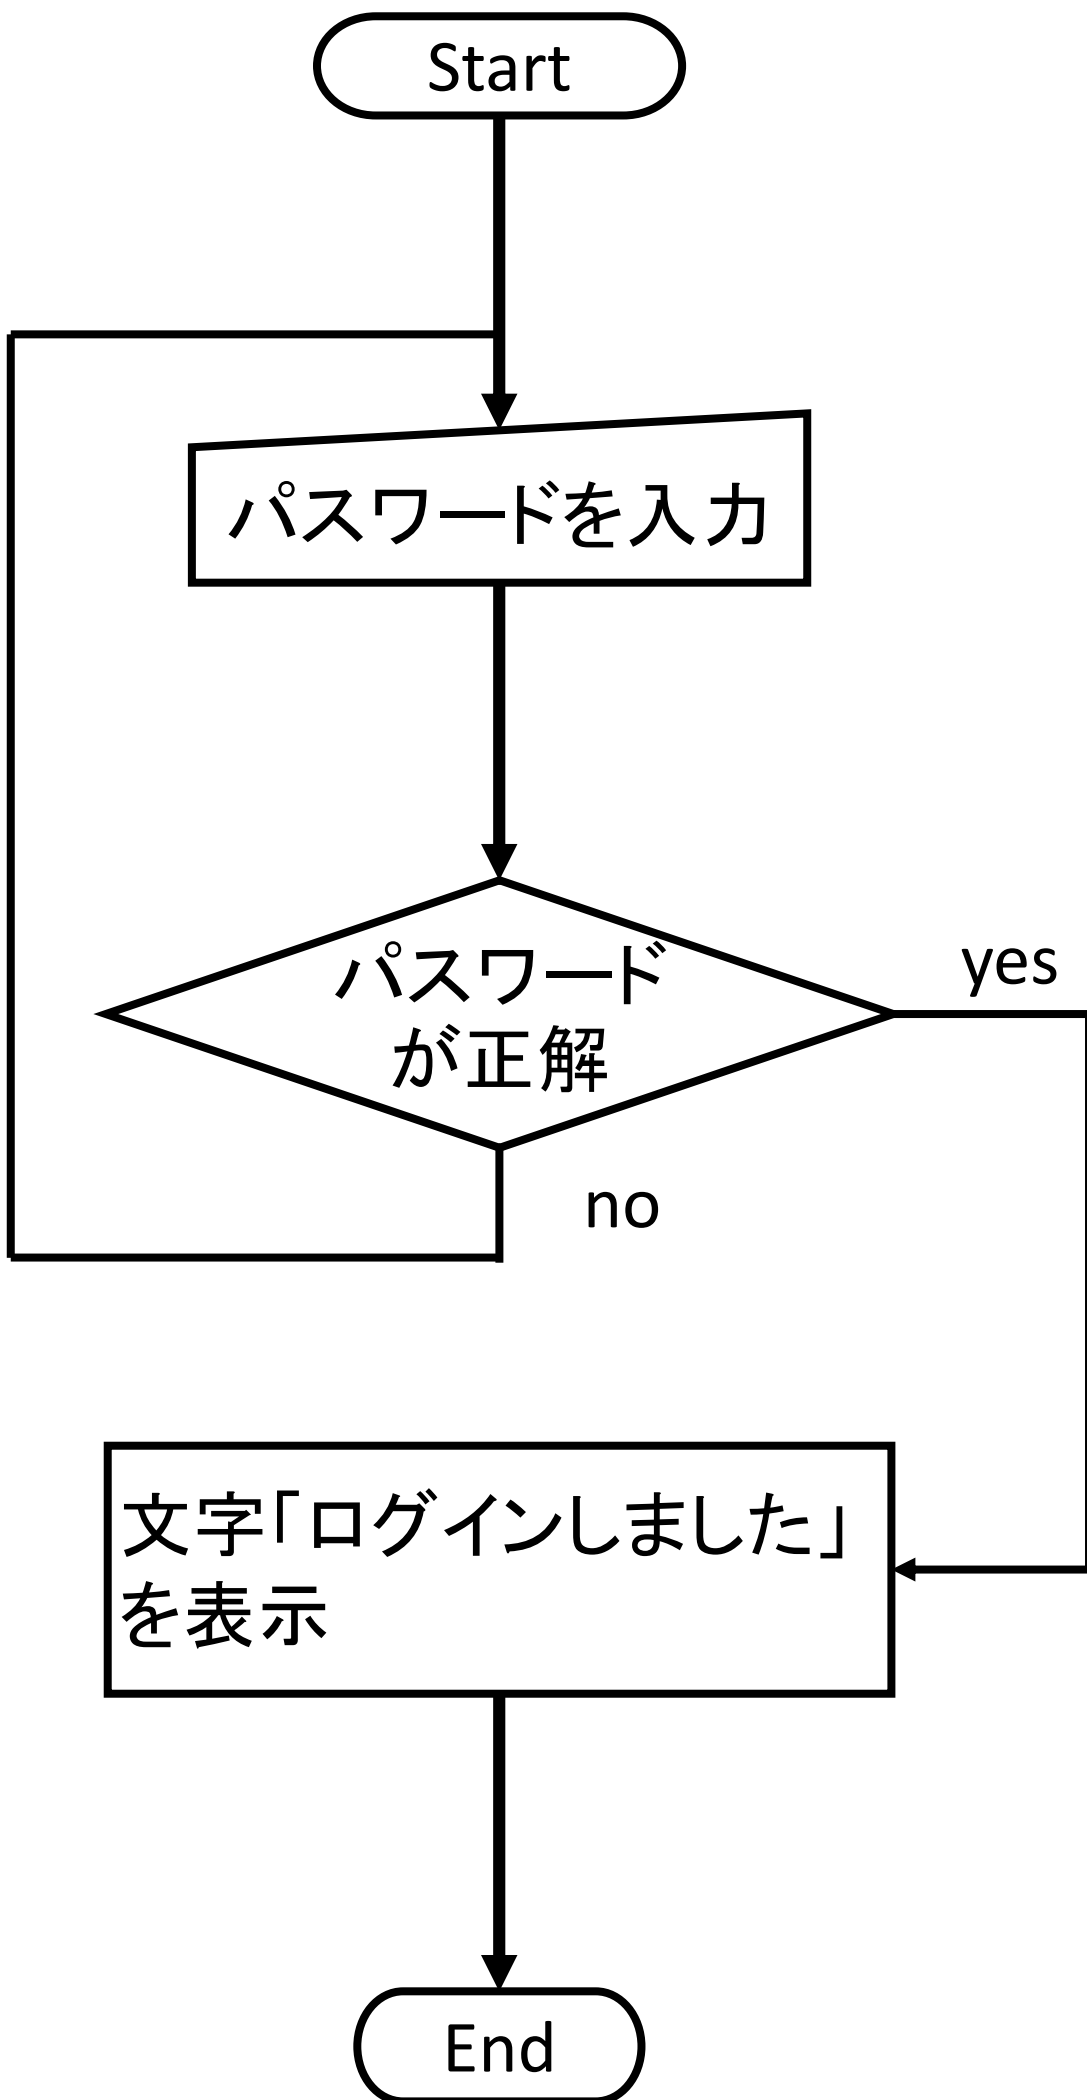 Start
パスワードを入力
パスワード
が正解
yes
no
文字「ログインしました」
を表示
End